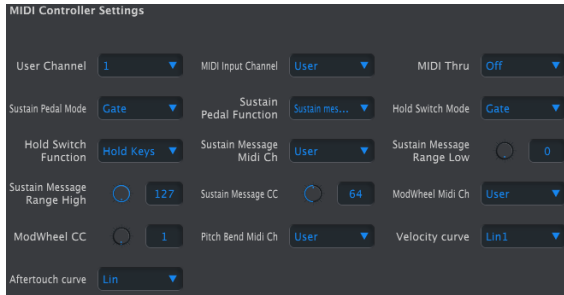 MIDI Controller Settings
User Channel 1 MIDI Input Channel User MIDI Thru Off
Sustain Pedal Mode Gate Sustain Pedal Function Sustain mes... Hold Switch Mode Gate
Hold Switch Function Hold Keys Sustain Message Midi Ch User Sustain Message Range Low 0
Sustain Message Range High 127 Sustain Message CC 64 ModWheel Midi Ch User
ModWheel CC 1 Pitch Bend Midi Ch User Velocity curve Lin1
Aftertouch curve Lin